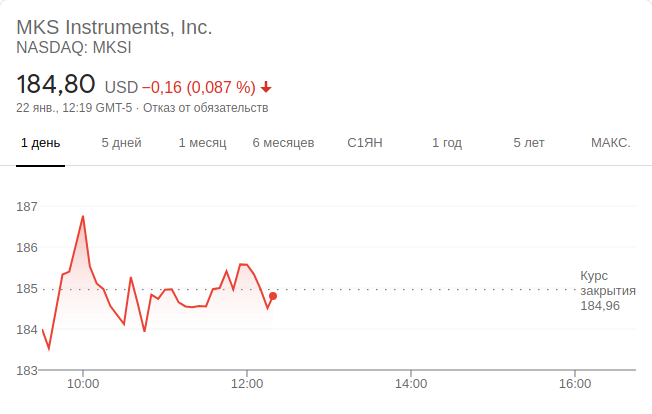 MKS Instruments, Inc.
NASDAQ: MKSI
184,80 USD −0,16 (0,087 %)
22 янв., 12:19 GMT-5 · Отказ от обязательств
1 день 5 дней 1 месяц 6 месяцев С1ЯН 1 год 5 лет МАКС.
187
186
185
184
183
Курс
закрытия
184,96
10:00 12:00 14:00 16:00